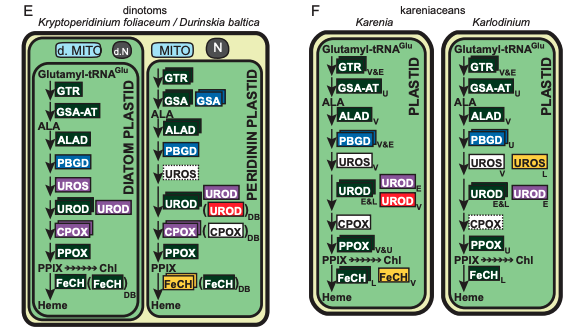 E
dinotoms
Kryptoperidinium foliaceum / Durinskia baltica
d. MITO
d.N
Glutamyl-tRNAGlu
GTR
GSA-AT
ALA
ALAD
PBGD
UROS
UROD UROD
CPOX
PPOX
PPIX Chl
FeCH (FeCH)DB
Heme
DIATOM PLASTID
MITO
N
GTR
GSA GSA
ALA
ALAD
PBGD
UROS
UROD
UROD
(UROD)DB
CPOX (CPOX)DB
PPOX
PPIX
FeCH (FeCH)DB
Heme
PERIDININ PLASTID
F
kareniaceans
Karenia
Glutamyl-tRNAGlu
GTR V&E
GSA-AT U
ALA
ALAD V
PBGD V&E
UROS V
UROD E&L
UROD E
UROD V
CPOX
PPOX V&U
PPIX Chl
FeCH L FeCH V
Heme
PLASTID
Karlodinium
Glutamyl-tRNAGlu
GTR V&E
GSA-AT U
ALA
ALAD V
PBGD U
UROS V UROS L
UROD E&L UROD E
CPOX
PPOX U
PPIX Chl
FeCH L
Heme
PLASTID